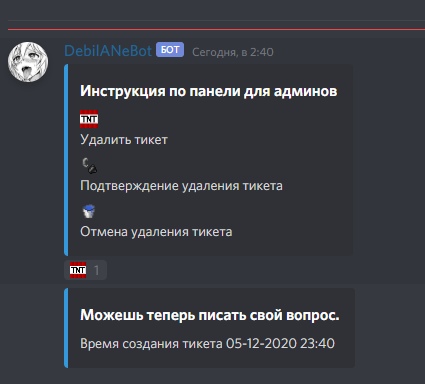 DebilANeBot БОТ Сегодня, в 2:40
Инструкция по панели для админов
TNT
Удалить тикет
Подтверждение удаления тикета
Отмена удаления тикета
TNT 1
Можешь теперь писать свой вопрос.
Время создания тикета 05-12-2020 23:40